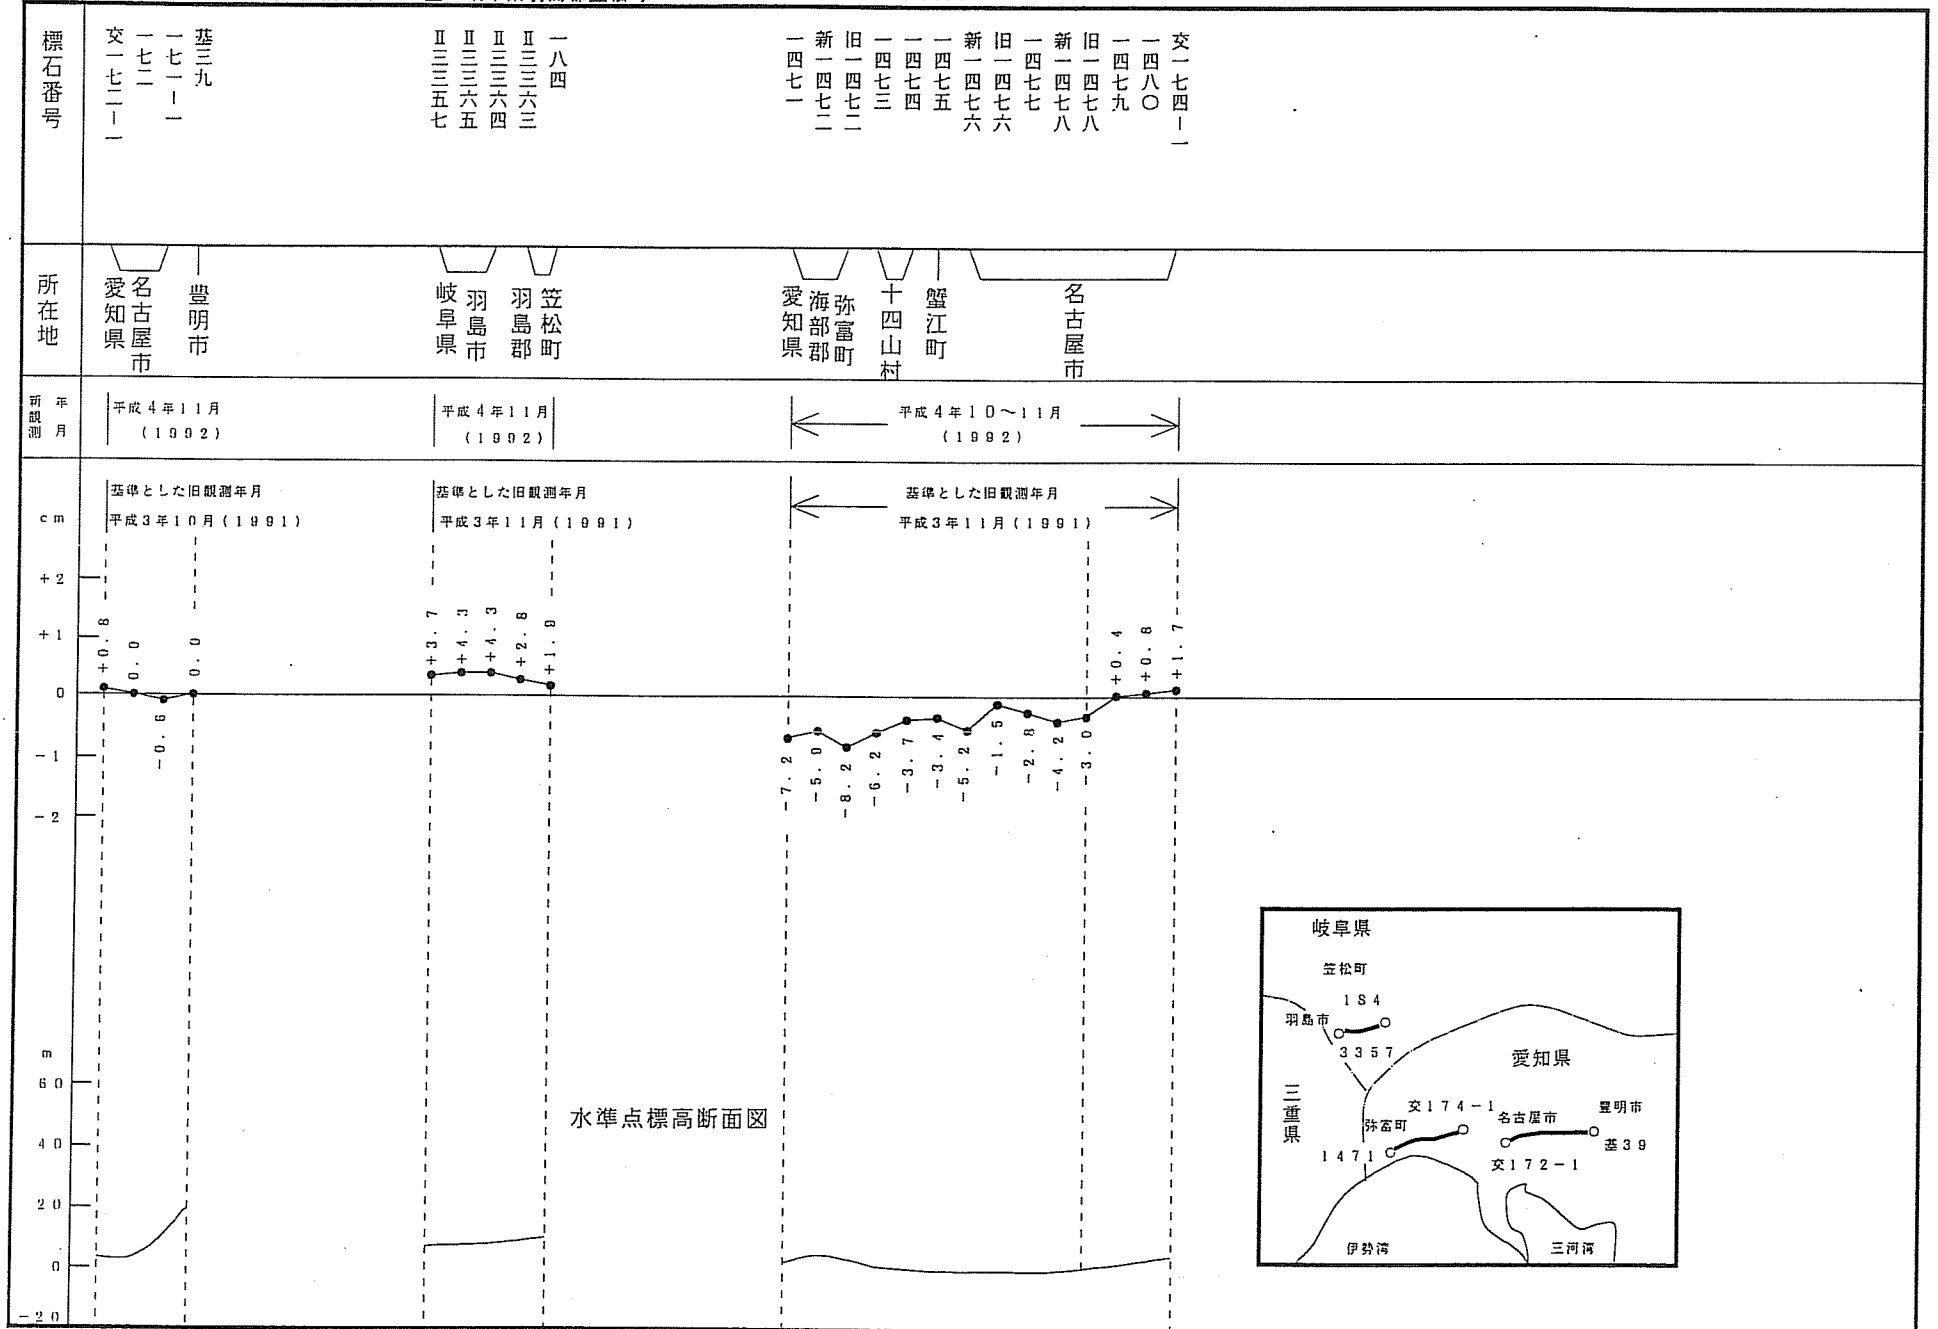 標石番号
交一七二－一
一七二
一七一－一
基三九
Ⅱ三三五七
Ⅱ三三六五
Ⅱ三三六四
Ⅱ三三六三
一八四
一四七一
新一四七二
旧一四七二
一四七三
一四七四
一四七五
新一四七六
旧一四七六
一四七七
新一四七八
旧一四七八
一四七九
一四八〇
交一七四－一
所在地
愛知県
名古屋市
豊明市
岐阜県
羽島市
羽島郡
笠松町
愛知県
海部郡
弥富町
十四山村
蟹江町
名古屋市
新観測
年月
平成4年11月
(1992)
平成4年11月
(1992)
平成4年10～11月
(1992)
基準とした旧観測年月
平成3年10月(1991)
基準とした旧観測年月
平成3年11月(1991)
基準とした旧観測年月
平成3年11月(1991)
cm
+2
+1
0
-1
-2
+0.8
0.0
-0.6
0.0
+3.7
+4.3
+4.3
+2.8
+1.9
-7.2
-5.9
-8.2
-6.2
-3.7
-3.4
-5.2
-1.5
-2.8
-4.2
-3.0
+0.4
+0.8
+1.7
m
60
40
20
0
-20
水準点標高断面図
岐阜県
笠松町
184
羽島市
3357
愛知県
三重県
交174-1
名古屋市
豊明市
弥富町
基39
1471
交172-1
伊勢湾
三河湾